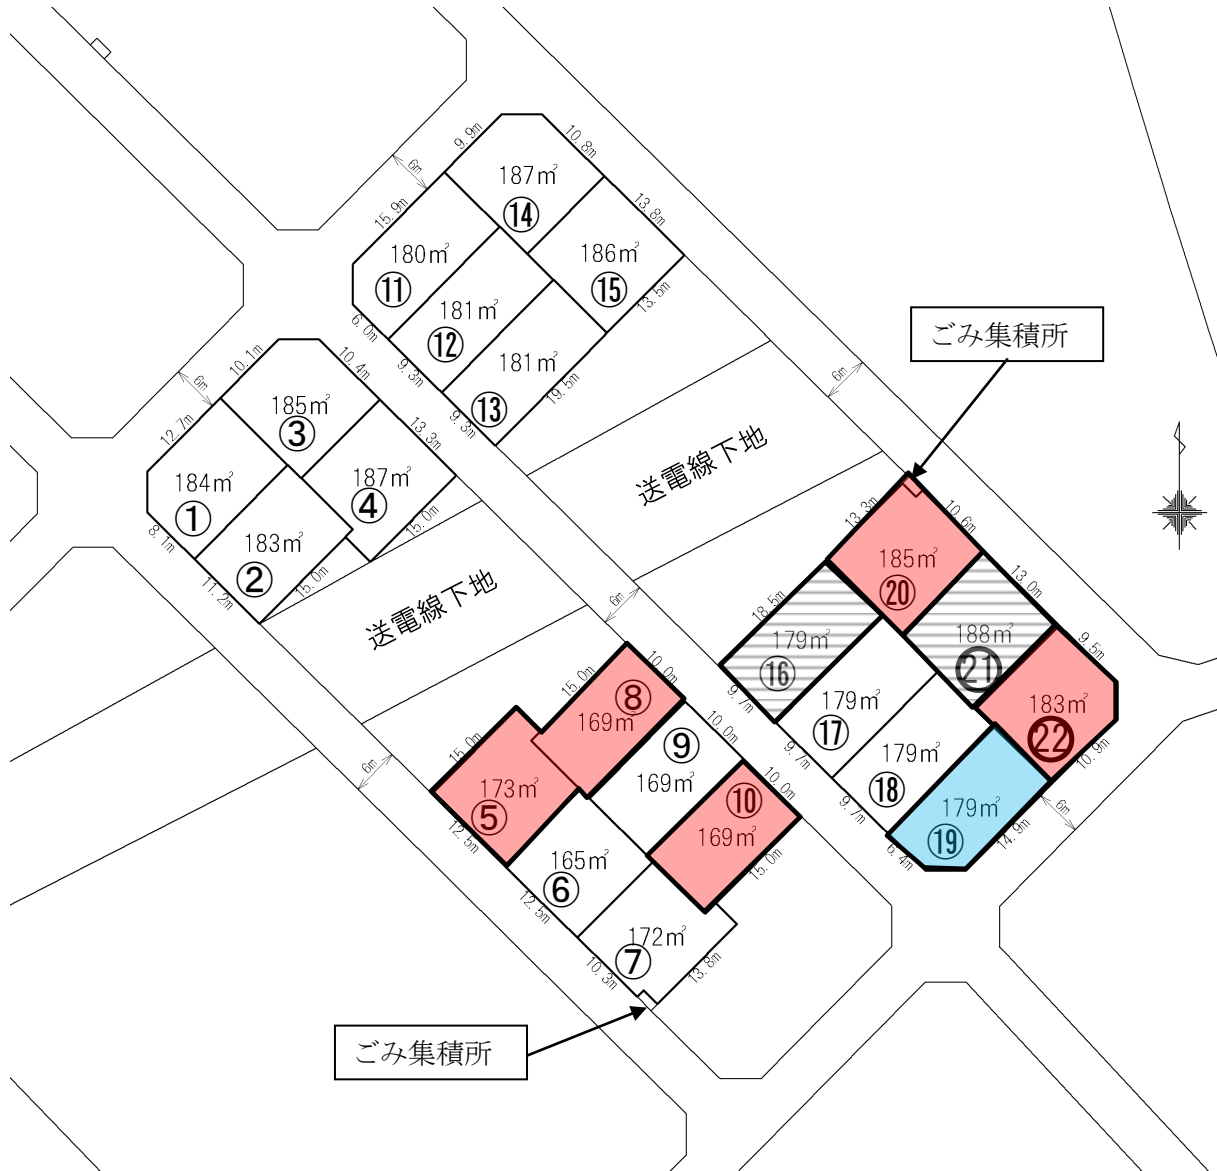 9.9m
10.8m
6m
187㎡
⑭
15.9m
13.8m
180㎡
⑪
186㎡
⑮
181㎡
⑫
13.5m
6.0m
9.3m
181㎡
⑬
19.5m
9.3m
ごみ集積所
10.1m
10.4m
6m
6m
185㎡
③
12.7m
13.3m
184㎡
①
187㎡
④
15.0m
8.1m
183㎡
②
15.0m
11.2m
送電線下地
送電線下地
13.3m
10.6m
185㎡
⑳
13.0m
18.5m
6m
179㎡
⑯
188㎡
㉑
9.5m
9.7m
179㎡
⑰
183㎡
㉒
10.9m
9.7m
179㎡
⑱
9.7m
179㎡
⑲
6m
14.9m
6.4m
15.0m
10.0m
⑧
169㎡
10.0m
15.0m
⑨
169㎡
10.0m
6m
173㎡
⑤
⑩
169㎡
15.0m
12.5m
165㎡
⑥
12.5m
172㎡
⑦
10.3m
13.8m
ごみ集積所